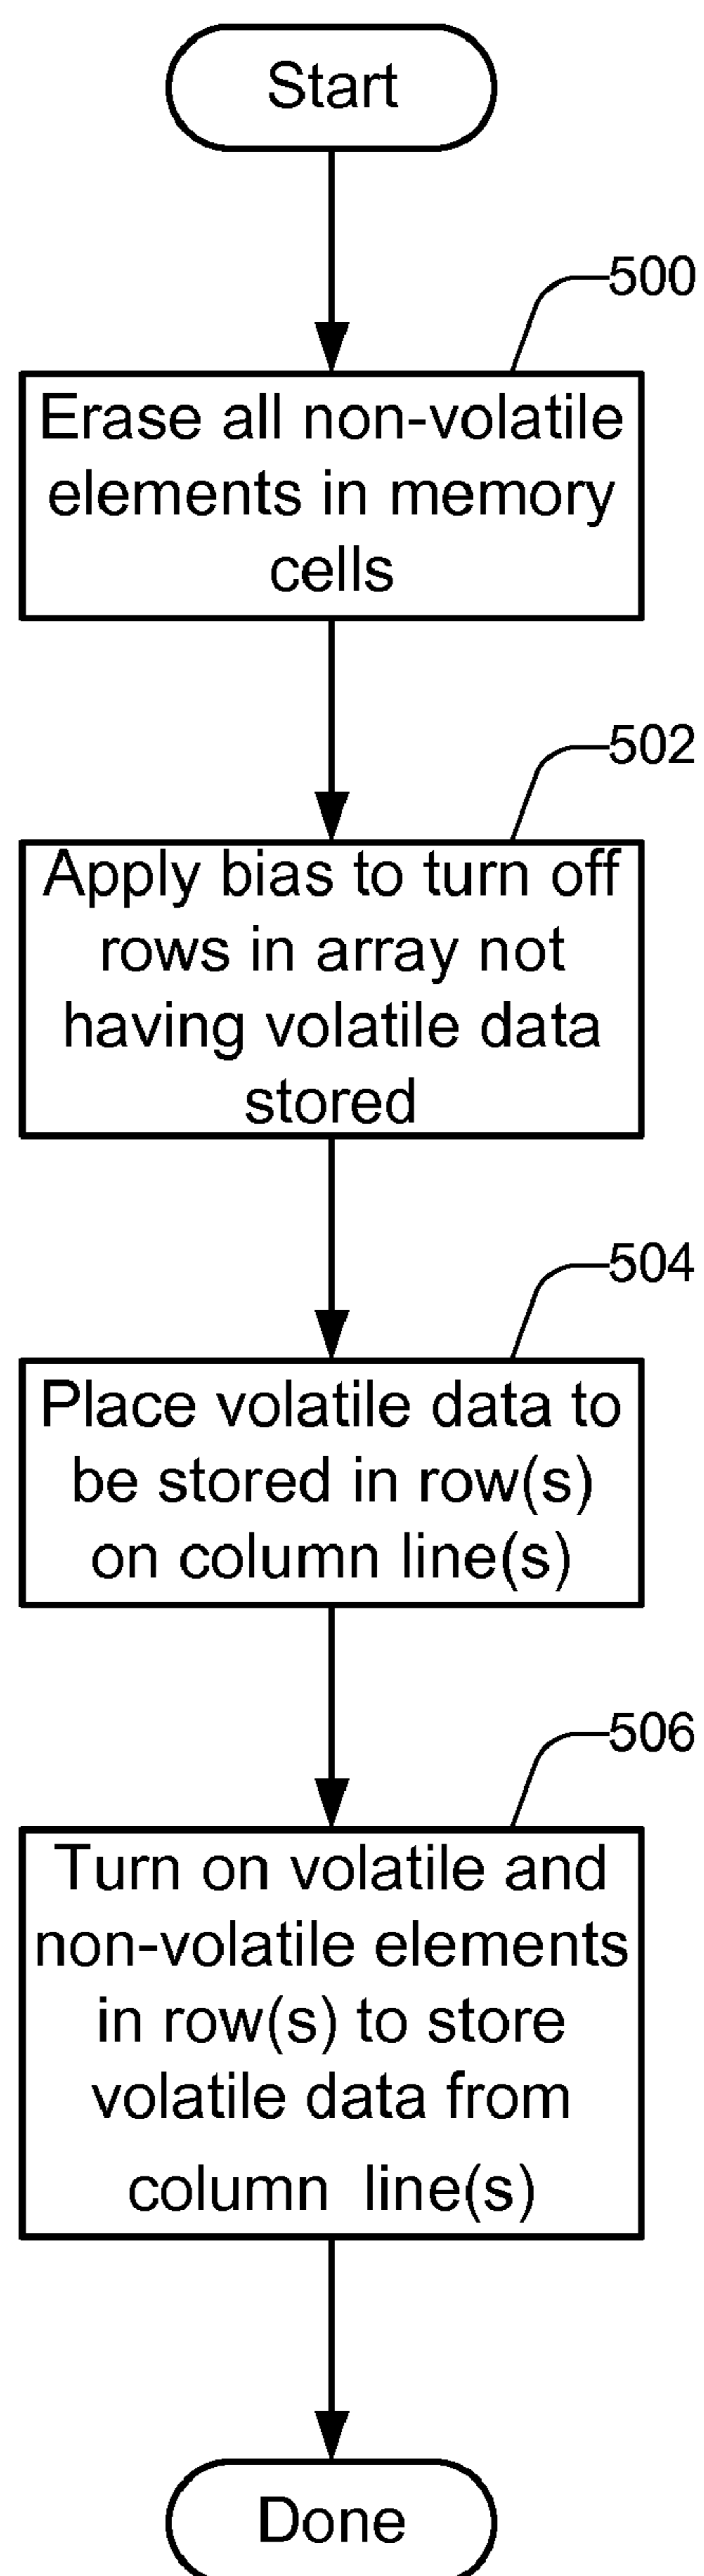 Start
500
Erase all non-volatile
elements in memory
cells
502
Apply bias to turn off
rows in array not
having volatile data
stored
504
Place volatile data to
be stored in row(s)
on column line(s)
506
Turn on volatile and
non-volatile elements
in row(s) to store
volatile data from
column line(s)
Done